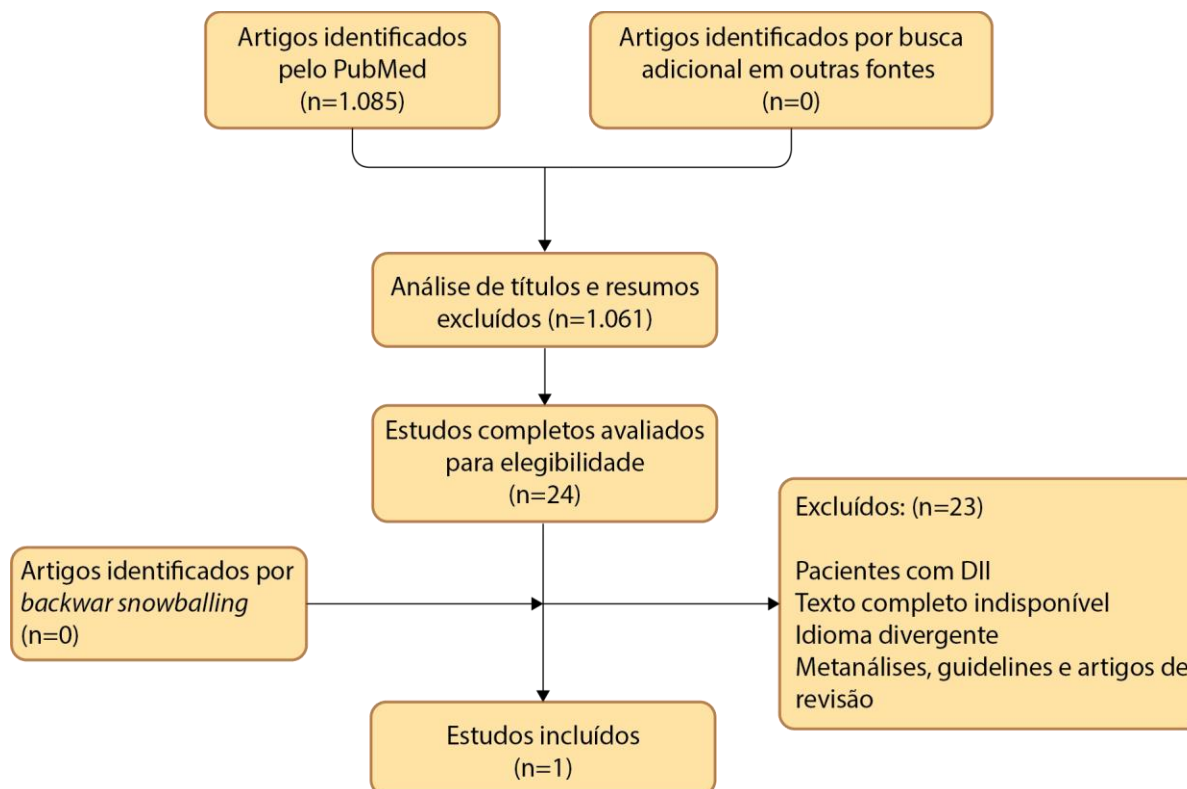 Artigos identificados
pelo PubMed
(n=1.085)
Artigos identificados por busca
adicional em outras fontes
(n=0)
Análise de títulos e resumos
excluídos (n=1.061)
Estudos completos avaliados
para elegibilidade
(n=24)
Artigos identificados por
backwar snowballing
(n=0)
Excluídos: (n=23)
Pacientes com DII
Texto completo indisponível
Idioma divergente
Metanálises, guidelines e artigos de
revisão
Estudos incluídos
(n=1)